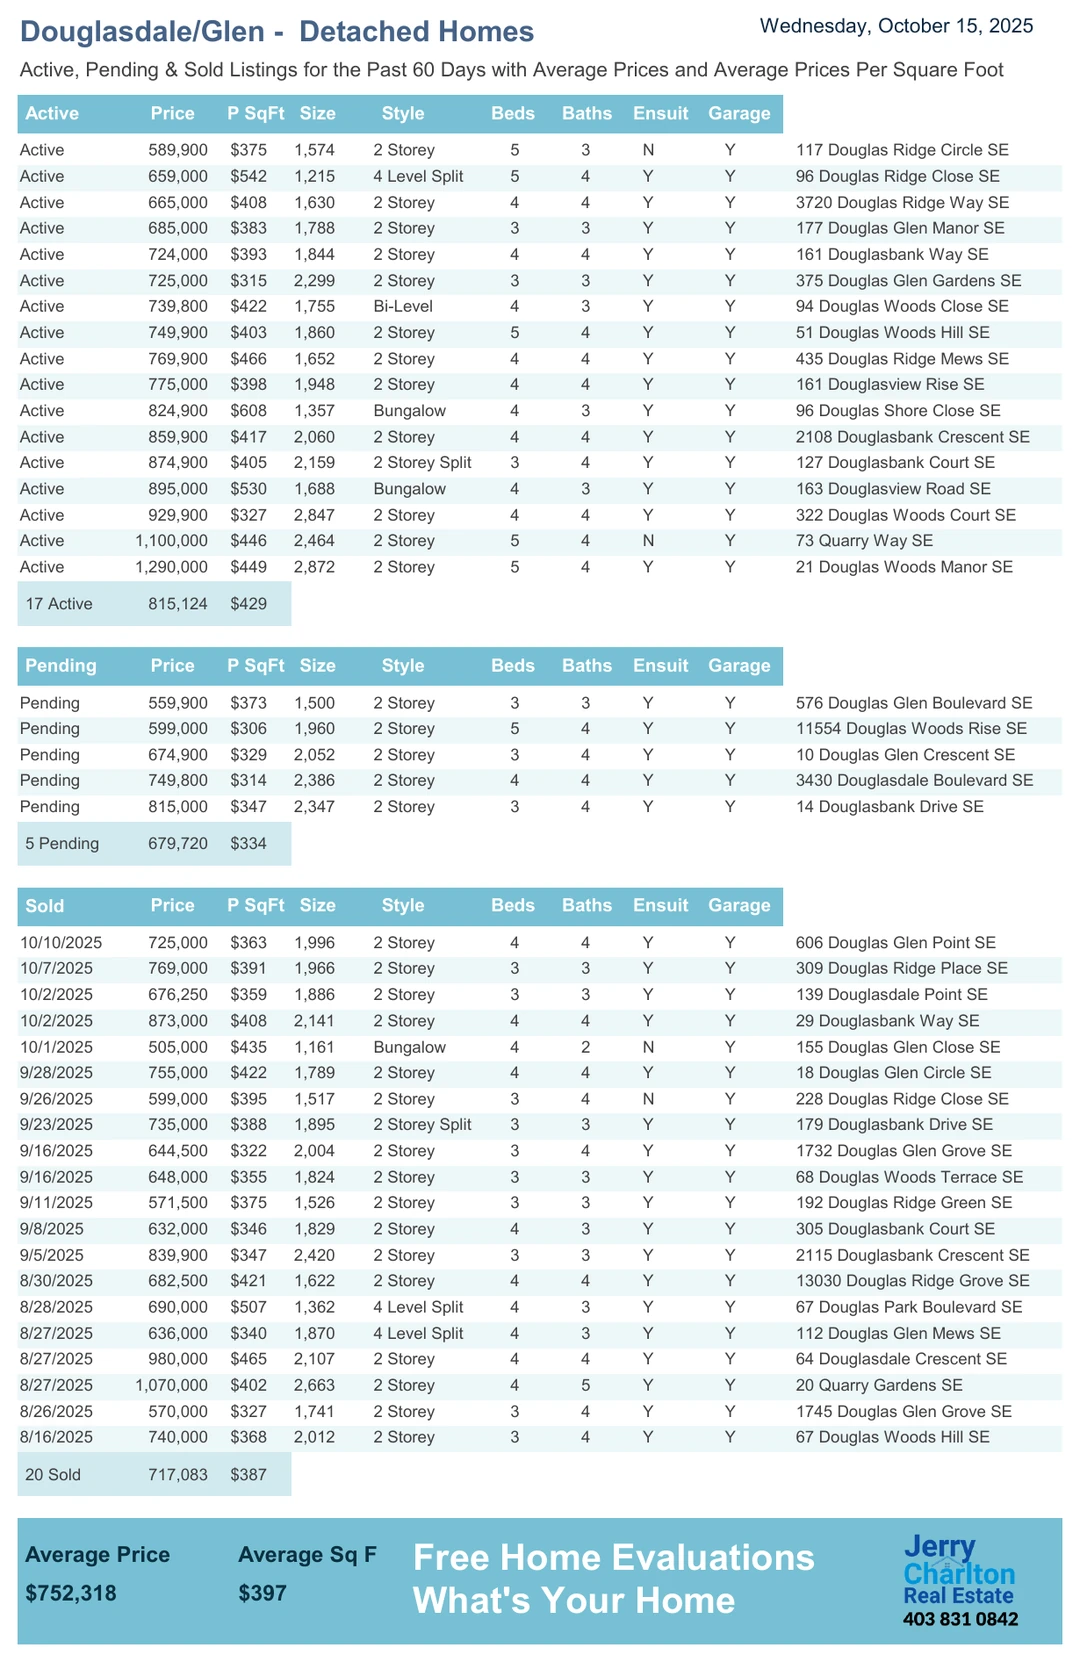 Douglasdale/Glen -  Detached Homes
Wednesday, October 15, 2025
Active, Pending & Sold Listings for the Past 60 Days with Average Prices and Average Prices Per Square Foot
Active Price P SqFt Size Style Beds Baths Ensuit Garage
Active 589,900 $375 1,574 2 Storey 5 3 N Y 117 Douglas Ridge Circle SE
Active 659,000 $542 1,215 4 Level Split 5 4 Y Y 96 Douglas Ridge Close SE
Active 665,000 $408 1,630 2 Storey 4 4 Y Y 3720 Douglas Ridge Way SE
Active 685,000 $383 1,788 2 Storey 3 3 Y Y 177 Douglas Glen Manor SE
Active 724,000 $393 1,844 2 Storey 4 4 Y Y 161 Douglasbank Way SE
Active 725,000 $315 2,299 2 Storey 3 3 Y Y 375 Douglas Glen Gardens SE
Active 739,800 $422 1,755 Bi-Level 4 3 Y Y 94 Douglas Woods Close SE
Active 749,900 $403 1,860 2 Storey 5 4 Y Y 51 Douglas Woods Hill SE
Active 769,900 $466 1,652 2 Storey 4 4 Y Y 435 Douglas Ridge Mews SE
Active 775,000 $398 1,948 2 Storey 4 4 Y Y 161 Douglasview Rise SE
Active 824,900 $608 1,357 Bungalow 4 3 Y Y 96 Douglas Shore Close SE
Active 859,900 $417 2,060 2 Storey 4 4 Y Y 2108 Douglasbank Crescent SE
Active 874,900 $405 2,159 2 Storey Split 3 4 Y Y 127 Douglasbank Court SE
Active 895,000 $530 1,688 Bungalow 4 3 Y Y 163 Douglasview Road SE
Active 929,900 $327 2,847 2 Storey 4 4 Y Y 322 Douglas Woods Court SE
Active 1,100,000 $446 2,464 2 Storey 5 4 N Y 73 Quarry Way SE
Active 1,290,000 $449 2,872 2 Storey 5 4 Y Y 21 Douglas Woods Manor SE
17 Active 815,124 $429
Pending Price P SqFt Size Style Beds Baths Ensuit Garage
Pending 559,900 $373 1,500 2 Storey 3 3 Y Y 576 Douglas Glen Boulevard SE
Pending 599,000 $306 1,960 2 Storey 5 4 Y Y 11554 Douglas Woods Rise SE
Pending 674,900 $329 2,052 2 Storey 3 4 Y Y 10 Douglas Glen Crescent SE
Pending 749,800 $314 2,386 2 Storey 4 4 Y Y 3430 Douglasdale Boulevard SE
Pending 815,000 $347 2,347 2 Storey 3 4 Y Y 14 Douglasbank Drive SE
5 Pending 679,720 $334
Sold Price P SqFt Size Style Beds Baths Ensuit Garage
10/10/2025 725,000 $363 1,996 2 Storey 4 4 Y Y 606 Douglas Glen Point SE
10/7/2025 769,000 $391 1,966 2 Storey 3 3 Y Y 309 Douglas Ridge Place SE
10/2/2025 676,250 $359 1,886 2 Storey 3 3 Y Y 139 Douglasdale Point SE
10/2/2025 873,000 $408 2,141 2 Storey 4 4 Y Y 29 Douglasbank Way SE
10/1/2025 505,000 $435 1,161 Bungalow 4 2 N Y 155 Douglas Glen Close SE
9/28/2025 755,000 $422 1,789 2 Storey 4 4 Y Y 18 Douglas Glen Circle SE
9/26/2025 599,000 $395 1,517 2 Storey 3 4 N Y 228 Douglas Ridge Close SE
9/23/2025 735,000 $388 1,895 2 Storey Split 3 3 Y Y 179 Douglasbank Drive SE
9/16/2025 644,500 $322 2,004 2 Storey 3 4 Y Y 1732 Douglas Glen Grove SE
9/16/2025 648,000 $355 1,824 2 Storey 3 3 Y Y 68 Douglas Woods Terrace SE
9/11/2025 571,500 $375 1,526 2 Storey 3 3 Y Y 192 Douglas Ridge Green SE
9/8/2025 632,000 $346 1,829 2 Storey 4 3 Y Y 305 Douglasbank Court SE
9/5/2025 839,900 $347 2,420 2 Storey 3 3 Y Y 2115 Douglasbank Crescent SE
8/30/2025 682,500 $421 1,622 2 Storey 4 4 Y Y 13030 Douglas Ridge Grove SE
8/28/2025 690,000 $507 1,362 4 Level Split 4 3 Y Y 67 Douglas Park Boulevard SE
8/27/2025 636,000 $340 1,870 4 Level Split 4 3 Y Y 112 Douglas Glen Mews SE
8/27/2025 980,000 $465 2,107 2 Storey 4 4 Y Y 64 Douglasdale Crescent SE
8/27/2025 1,070,000 $402 2,663 2 Storey 4 5 Y Y 20 Quarry Gardens SE
8/26/2025 570,000 $327 1,741 2 Storey 3 4 Y Y 1745 Douglas Glen Grove SE
8/16/2025 740,000 $368 2,012 2 Storey 3 4 Y Y 67 Douglas Woods Hill SE
20 Sold 717,083 $387
Average Price Average Sq F
$752,318 $397
Free Home Evaluations
What's Your Home
Jerry
Charlton
Real Estate
403 831 0842